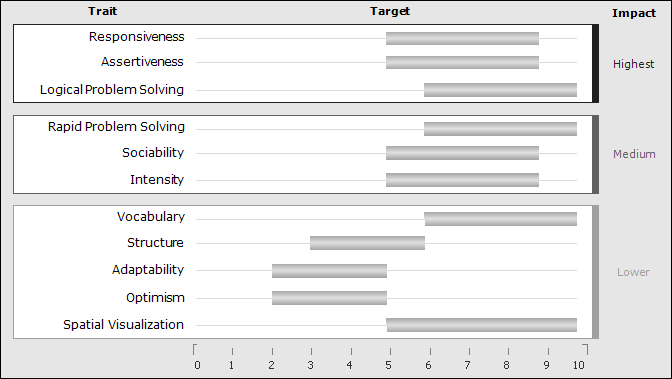 Trait Target Impact
Responsiveness
Assertiveness
Highest
Logical Problem Solving
Rapid Problem Solving
Sociability
Medium
Intensity
Vocabulary
Structure
Adaptability
Lower
Optimism
Spatial Visualization
0 1 2 3 4 5 6 7 8 9 10